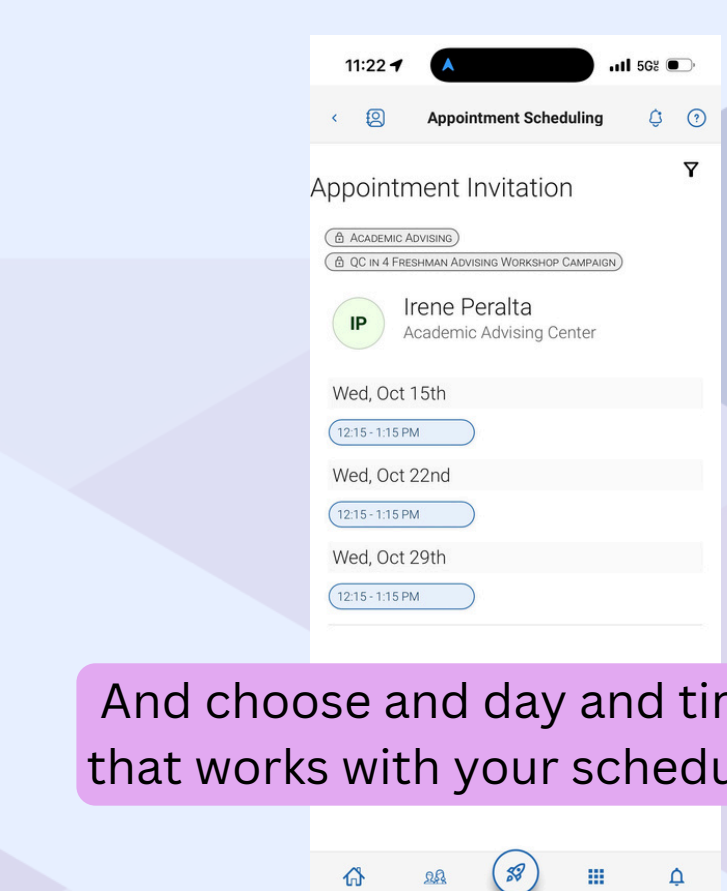 11:22
5G
Appointment Scheduling
Appointment Invitation
ACADEMIC ADVISING
QC IN 4 FRESHMAN ADVISING WORKSHOP CAMPAIGN
IP
Irene Peralta
Academic Advising Center
Wed, Oct 15th
12:15 - 1:15 PM
Wed, Oct 22nd
12:15 - 1:15 PM
Wed, Oct 29th
12:15 - 1:15 PM
And choose and day and
that works with your